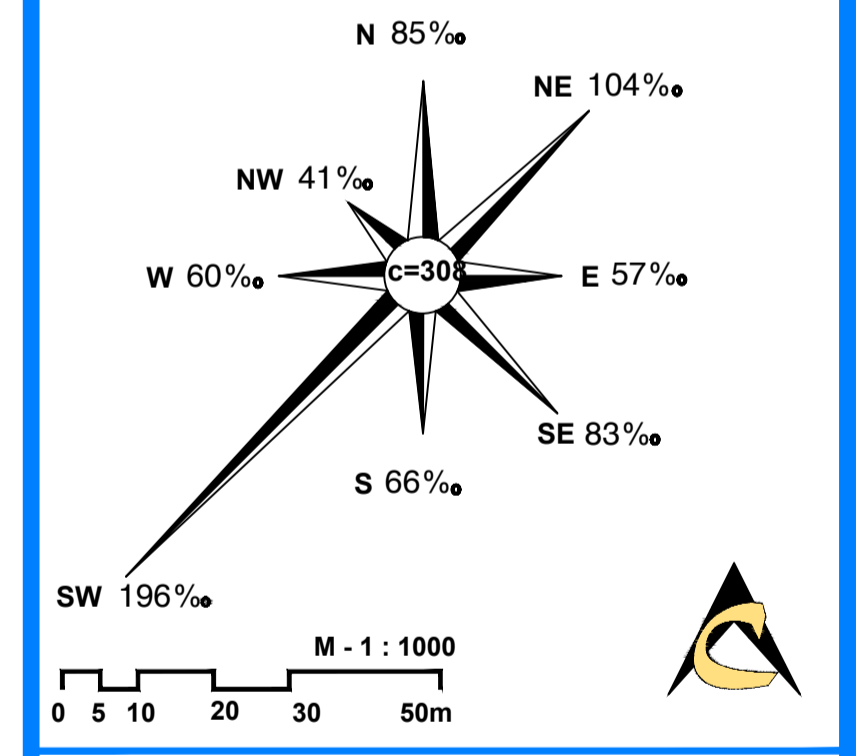 N 85‰
NE 104‰
NW 41‰
W 60‰
c=308
E 57‰
SE 83‰
S 66‰
SW 196‰
M - 1 : 1000
0 5 10 20 30 50m
C